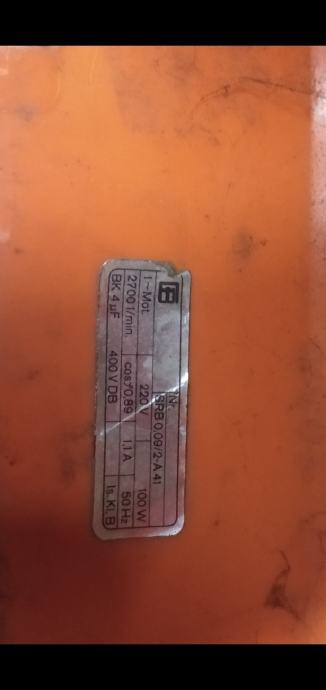 Nr.
SRB 0,09/2-A 41
1~Mot. 220 V 100 W
2700 1/min. cosφ 0,89 1,1 A 50 Hz
BK 4 µF 400 V DB Is. Kl. B